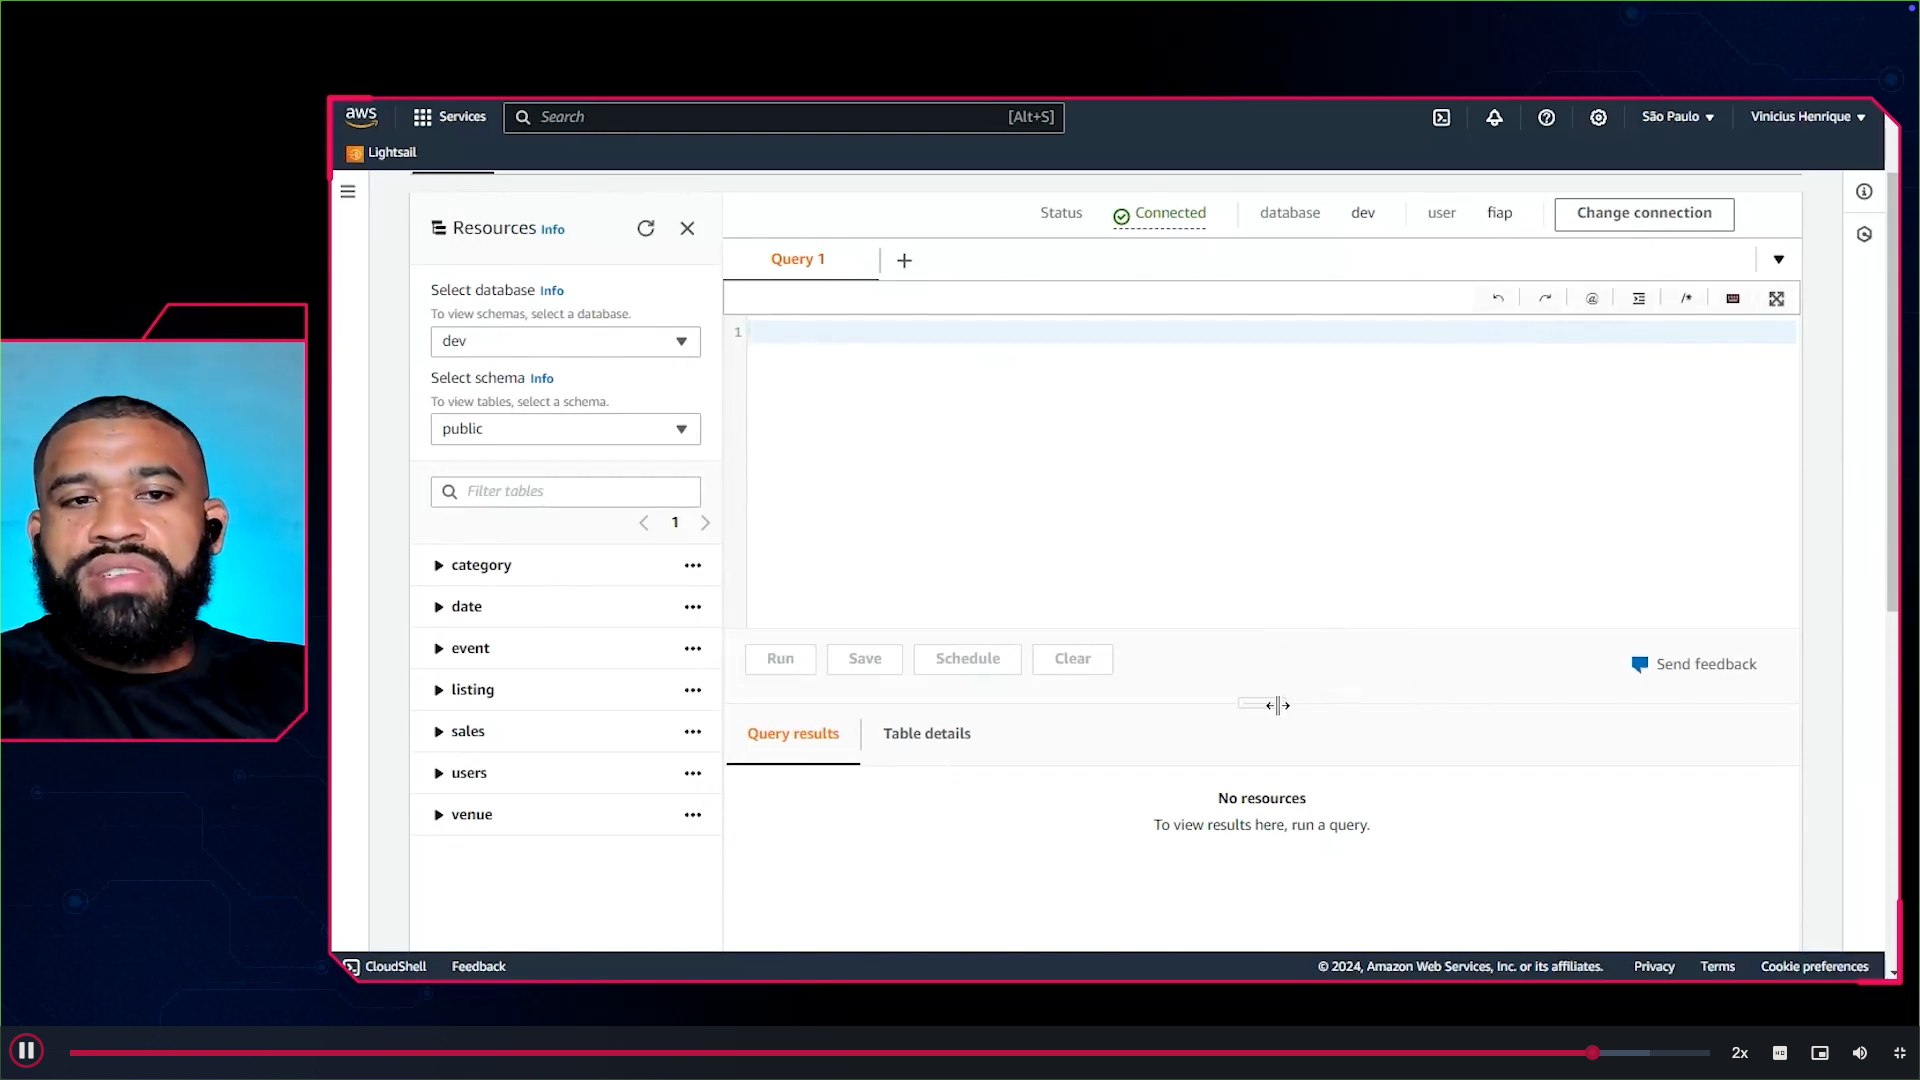 aws
Services
Search
[Alt+S]
São Paulo
Vinicius Henrique
Lightsail
Resources Info
Status
Connected
database
dev
user
fiap
Change connection
Query 1
Select database Info
To view schemas, select a database.
dev
Select schema Info
To view tables, select a schema.
public
Filter tables
1
category
date
event
listing
sales
users
venue
@
/*
1
Run
Save
Schedule
Clear
Send feedback
Query results
Table details
No resources
To view results here, run a query.
CloudShell
Feedback
© 2024, Amazon Web Services, Inc. or its affiliates.
Privacy
Terms
Cookie preferences
2x
HD